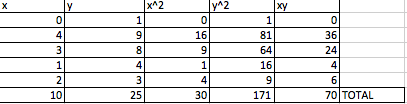 x y x^2 y^2 xy
0 1 0 1 0
4 9 16 81 36
3 8 9 64 24
1 4 1 16 4
2 3 4 9 6
10 25 30 171 70 TOTAL